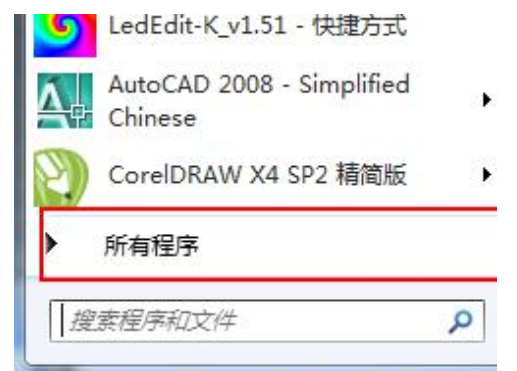 LedEdit-K_v1.51 - 快捷方式
AutoCAD 2008 - Simplified
Chinese
CorelDRAW X4 SP2 精简版
所有程序
搜索程序和文件